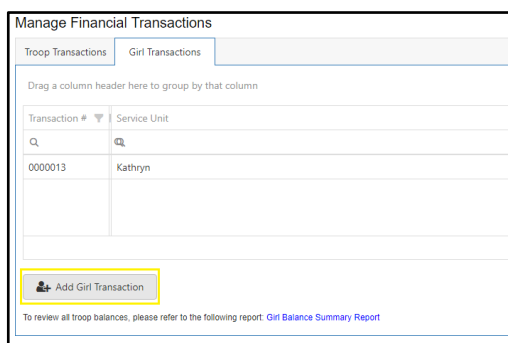 Manage Financial Transactions
Troop Transactions Girl Transactions
Drag a column header here to group by that column
Transaction # Service Unit
0000013 Kathryn
Add Girl Transaction
To review all troop balances, please refer to the following report: Girl Balance Summary Report